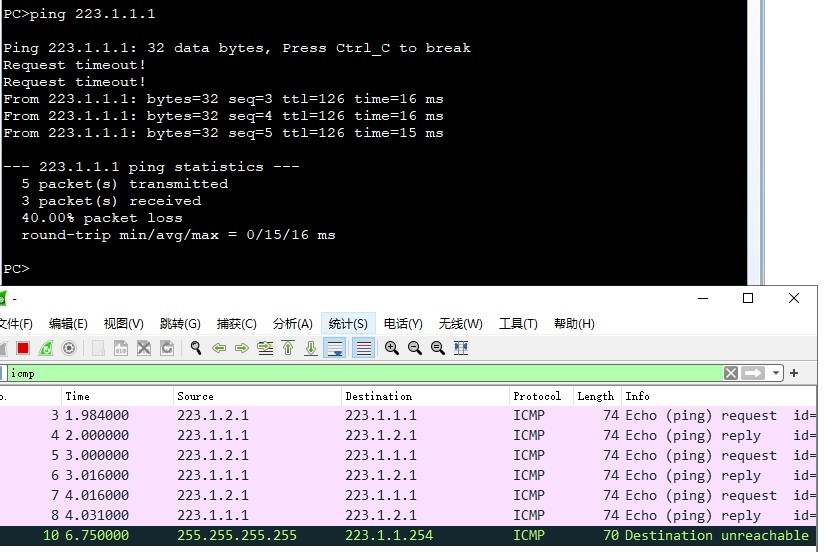 PC>ping 223.1.1.1
Ping 223.1.1.1: 32 data bytes, Press Ctrl_C to break
Request timeout!
Request timeout!
From 223.1.1.1: bytes=32 seq=3 ttl=126 time=16 ms
From 223.1.1.1: bytes=32 seq=4 ttl=126 time=16 ms
From 223.1.1.1: bytes=32 seq=5 ttl=126 time=15 ms
--- 223.1.1.1 ping statistics ---
5 packet(s) transmitted
3 packet(s) received
40.00% packet loss
round-trip min/avg/max = 0/15/16 ms
PC>
-
文件(F) 编辑(E) 视图(V) 跳转(G) 捕获(C) 分析(A) 统计(S) 电话(Y) 无线(W) 工具(T) 帮助(H)
icmp
o. Time Source Destination Protocol Length Info
3 1.984000 223.1.2.1 223.1.1.1 ICMP 74 Echo (ping) request id=
4 2.000000 223.1.1.1 223.1.2.1 ICMP 74 Echo (ping) reply id=
5 3.000000 223.1.2.1 223.1.1.1 ICMP 74 Echo (ping) request id=
6 3.016000 223.1.1.1 223.1.2.1 ICMP 74 Echo (ping) reply id=
7 4.016000 223.1.2.1 223.1.1.1 ICMP 74 Echo (ping) request id=
8 4.031000 223.1.1.1 223.1.2.1 ICMP 74 Echo (ping) reply id=
10 6.750000 255.255.255.255 223.1.1.254 ICMP 70 Destination unreachable